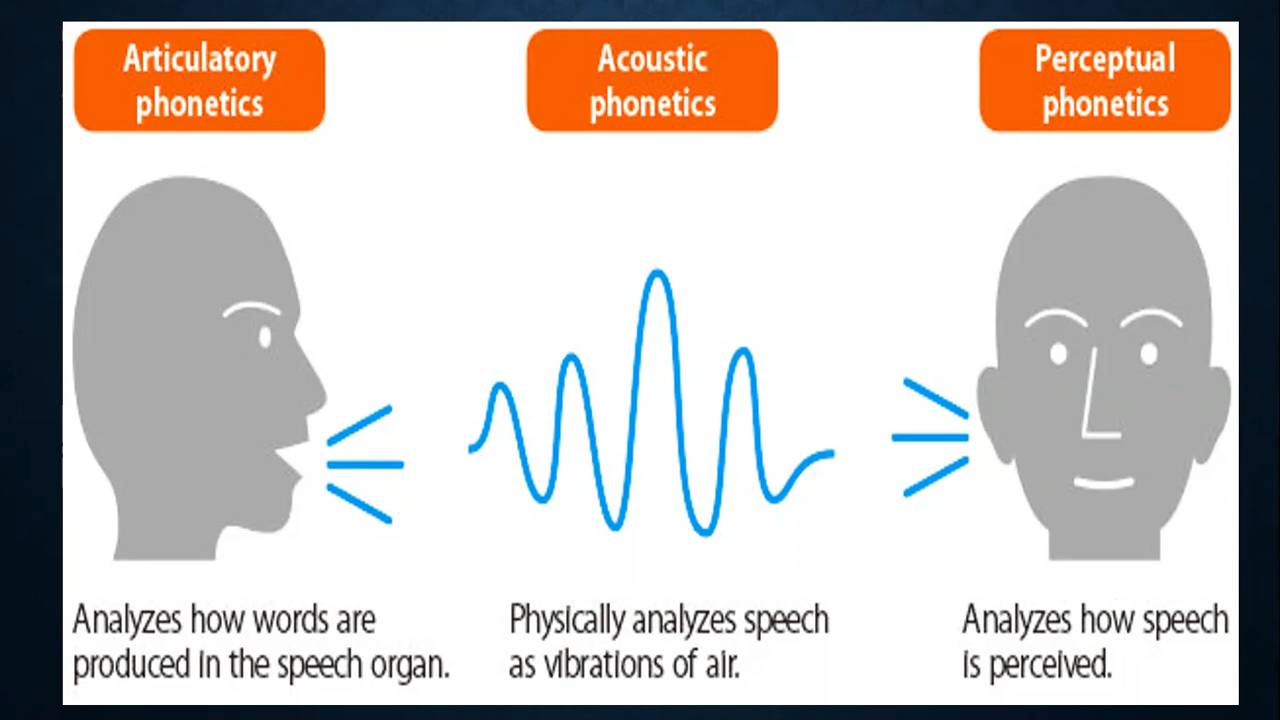 Articulatory
phonetics
Acoustic
phonetics
Perceptual
phonetics
Analyzes how words are
produced in the speech organ.
Physically analyzes speech
as vibrations of air.
Analyzes how speech
is perceived.